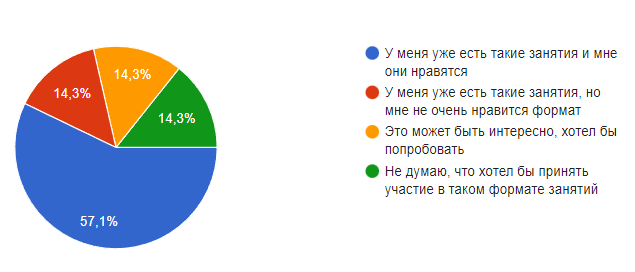 14,3%
14,3%
14,3%
57,1%
У меня уже есть такие занятия и мне
они нравятся
У меня уже есть такие занятия, но
мне не очень нравится формат
Это может быть интересно, хотел бы
попробовать
Не думаю, что хотел бы принять
участие в таком формате занятий